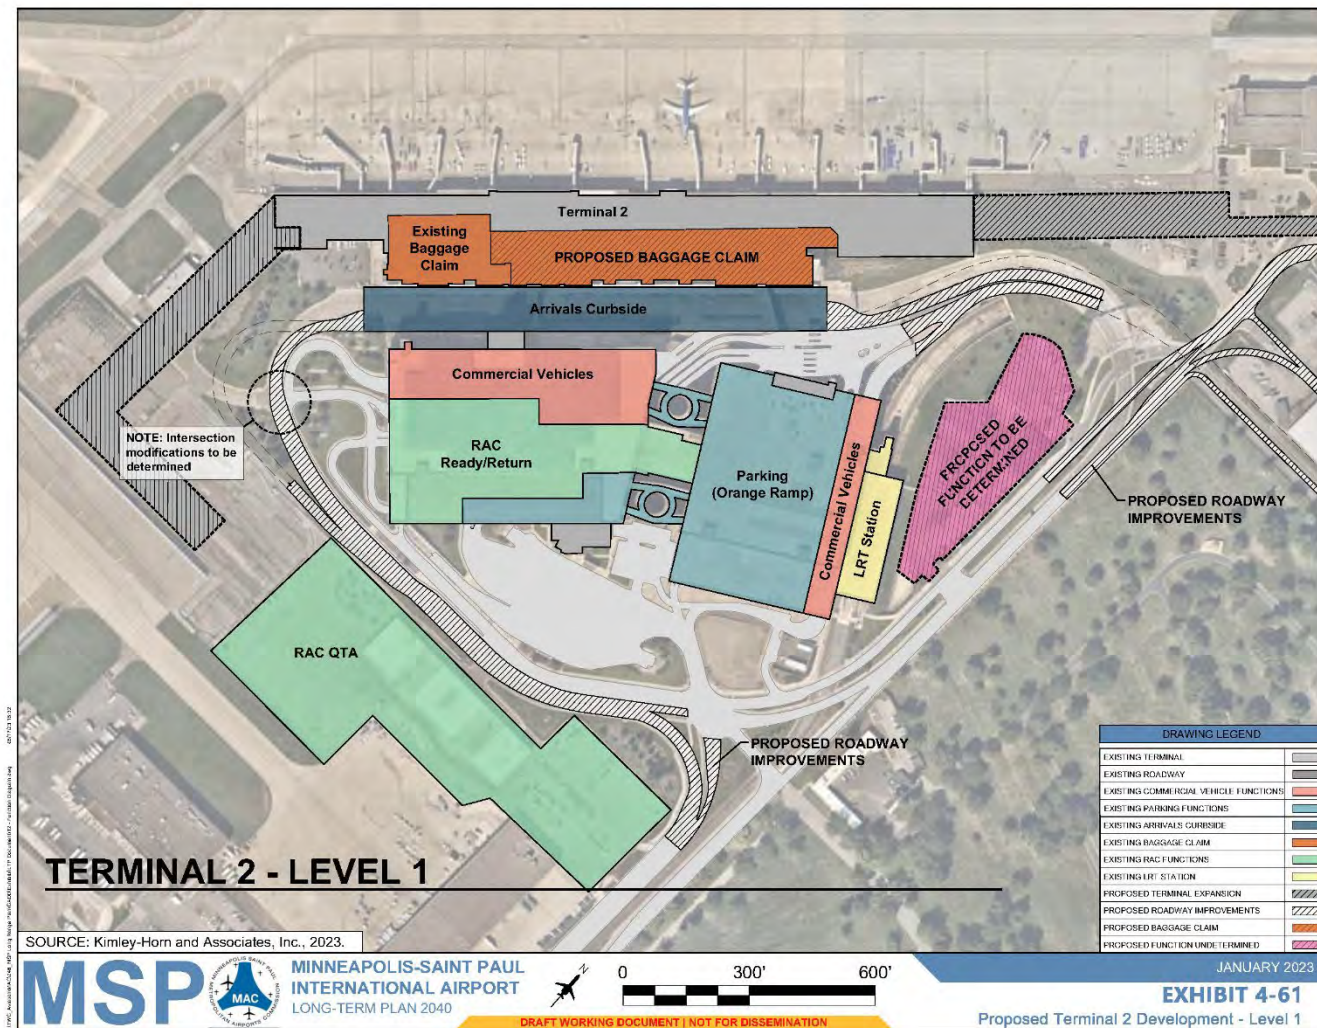 Terminal 2
Existing
Baggage
Claim
PROPOSED BAGGAGE CLAIM
Arrivals Curbside
Commercial Vehicles
NOTE: Intersection
modifications to be
determined
RAC
Ready/Return
Parking
(Orange Ramp)
Commercial Vehicles
LRT Station
PROPOSED
FUNCTION TO BE
DETERMINED
PROPOSED ROADWAY
IMPROVEMENTS
RAC QTA
PROPOSED ROADWAY
IMPROVEMENTS
DRAWING LEGEND
EXISTING TERMINAL
EXISTING ROADWAY
EXISTING COMMERCIAL VEHICLE FUNCTIONS
EXISTING PARKING FUNCTIONS
EXISTING ARRIVALS CURBSIDE
EXISTING BAGGAGE CLAIM
EXISTING RAC FUNCTIONS
EXISTING LRT STATION
PROPOSED TERMINAL EXPANSION
PROPOSED ROADWAY IMPROVEMENTS
PROPOSED BAGGAGE CLAIM
PROPOSED FUNCTION UNDETERMINED
TERMINAL 2 - LEVEL 1
SOURCE: Kimley-Horn and Associates, Inc., 2023.
MSP
MINNEAPOLIS SAINT PAUL
MAC
METROPOLITAN AIRPORTS COMMISSION
MINNEAPOLIS-SAINT PAUL
INTERNATIONAL AIRPORT
LONG-TERM PLAN 2040
N
0 300' 600'
DRAFT WORKING DOCUMENT | NOT FOR DISSEMINATION
JANUARY 2023
EXHIBIT 4-61
Proposed Terminal 2 Development - Level 1